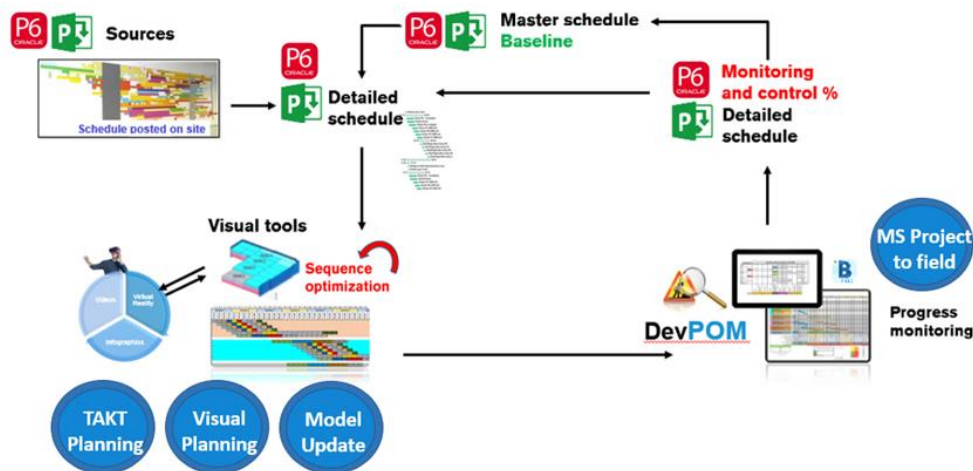 P6
ORACLE
P
Sources
Schedule posted on site
P6
ORACLE
P
Detailed
schedule
P6
ORACLE
P
Master schedule
Baseline
P6
ORACLE
P
Monitoring
and control %
Detailed
schedule
Visual tools
Sequence
optimization
Videos
Virtual
Reality
Infographics
TAKT
Planning
Visual
Planning
Model
Update
DevPOM
B
MS Project
to field
Progress
monitoring